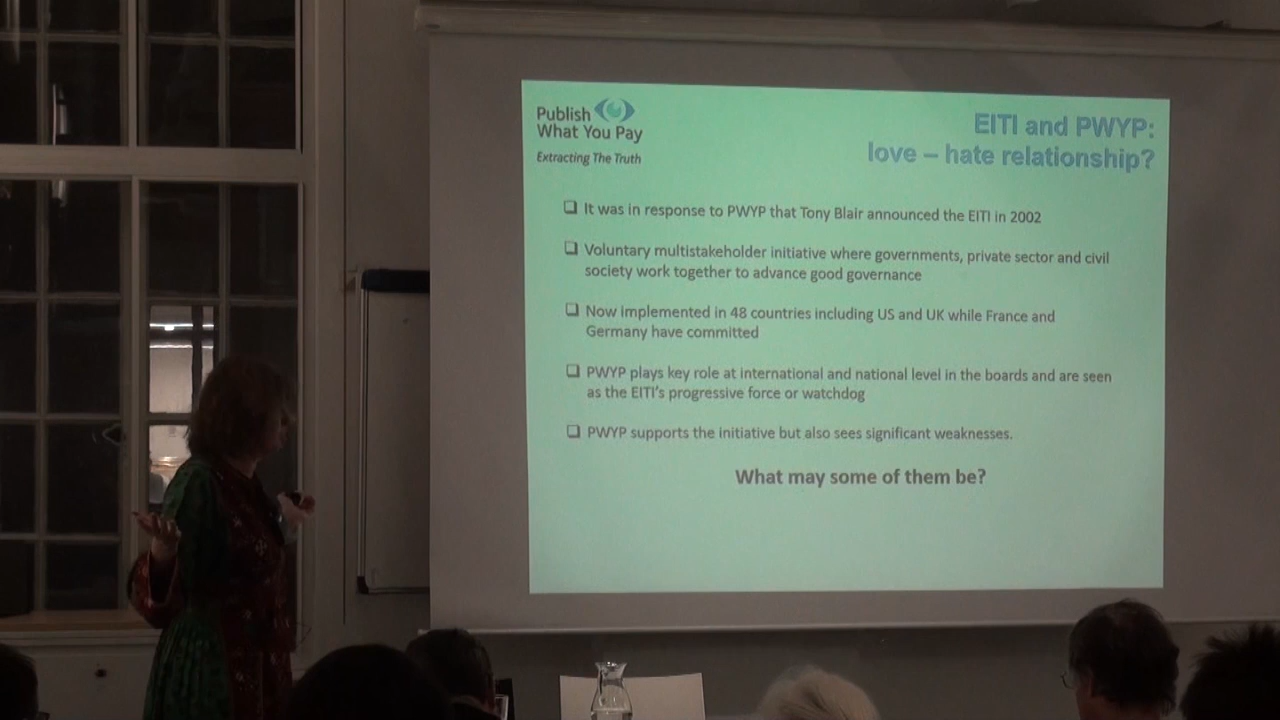 Publish
What You Pay
Extracting The Truth
EITI and PWYP:
love – hate relationship?
❑ It was in response to PWYP that Tony Blair announced the EITI in 2002
❑ Voluntary multistakeholder initiative where governments, private sector and civil
society work together to advance good governance
❑ Now implemented in 48 countries including US and UK while France and
Germany have committed
❑ PWYP plays key role at international and national level in the boards and are seen
as the EITI's progressive force or watchdog
❑ PWYP supports the initiative but also sees significant weaknesses.
What may some of them be?